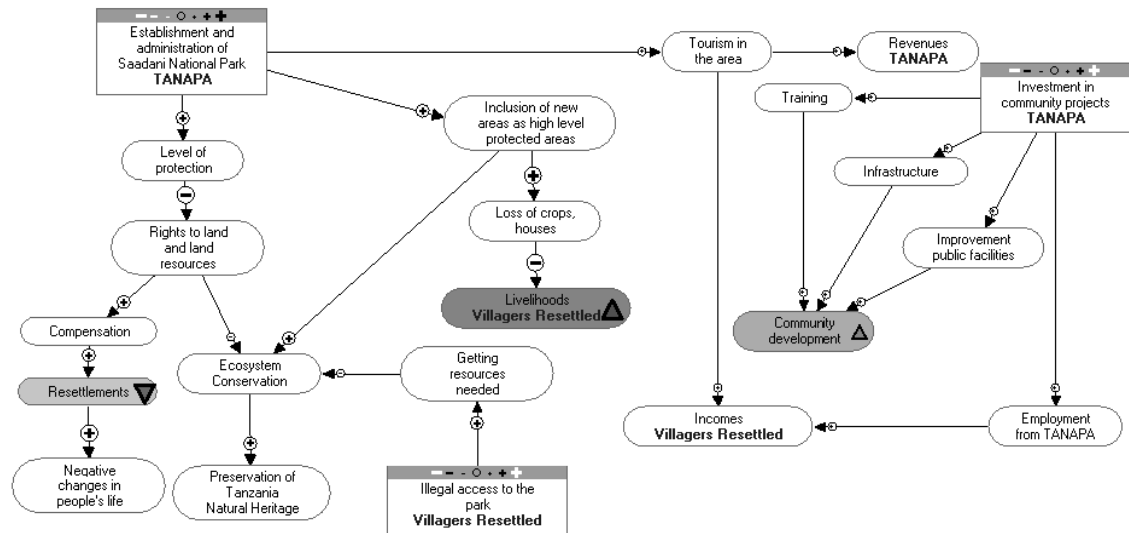 Establishment and
administration of
Saadani National Park
TANAPA
Tourism in
the area
Revenues
TANAPA
Training
Investment in
community projects
TANAPA
Inclusion of new
areas as high level
protected areas
Level of
protection
Infrastructure
Loss of crops,
houses
Rights to land
and land
resources
Improvement
public facilities
Livelihoods
Villagers Resettled
Compensation
Community
development
Ecosystem
Conservation
Getting
resources
needed
Resettlements
Incomes
Villagers Resettled
Employment
from TANAPA
Negative
changes in
people's life
Preservation of
Tanzania
Natural Heritage
Illegal access to the
park
Villagers Resettled